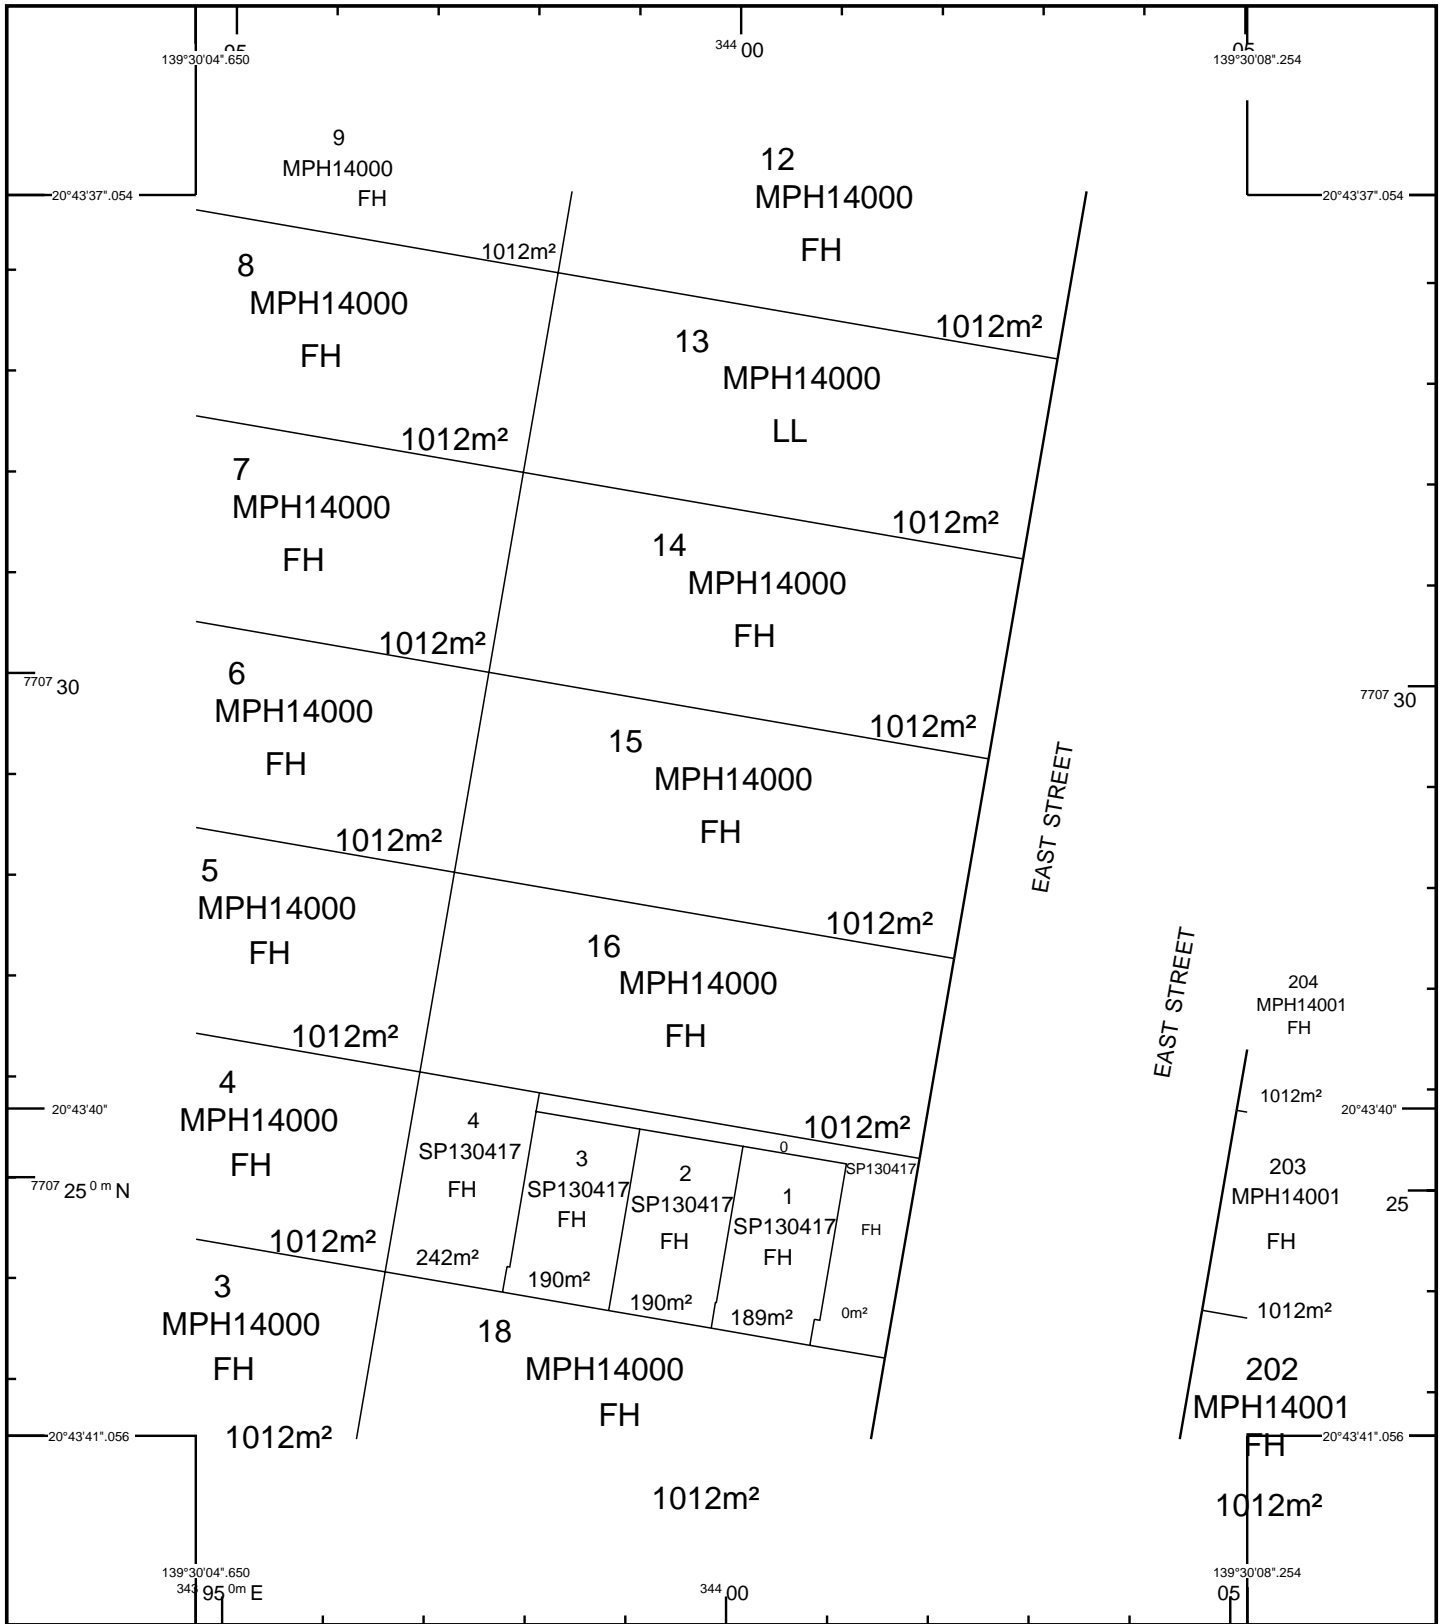 95
344 00
05
139°30'04".650
139°30'08".254
9
MPH14000
FH
12
MPH14000
FH
20°43'37".054
20°43'37".054
1012m²
8
MPH14000
FH
1012m²
13
MPH14000
LL
1012m²
7
MPH14000
FH
1012m²
14
MPH14000
FH
1012m²
6
MPH14000
FH
7707 30
7707 30
1012m²
15
MPH14000
FH
EAST STREET
1012m²
5
MPH14000
FH
1012m²
16
MPH14000
FH
EAST STREET
204
MPH14001
FH
1012m²
1012m²
4
MPH14000
FH
20°43'40"
20°43'40"
1012m²
4
SP130417
FH
242m²
3
SP130417
FH
190m²
2
SP130417
FH
190m²
1
SP130417
FH
189m²
0
SP130417
FH
0m²
203
MPH14001
FH
7707 25 0 m N
25
1012m²
1012m²
3
MPH14000
FH
18
MPH14000
FH
202
MPH14001
FH
20°43'41".056
20°43'41".056
1012m²
1012m²
1012m²
139°30'04".650
139°30'08".254
343 95 0m E
344 00
05